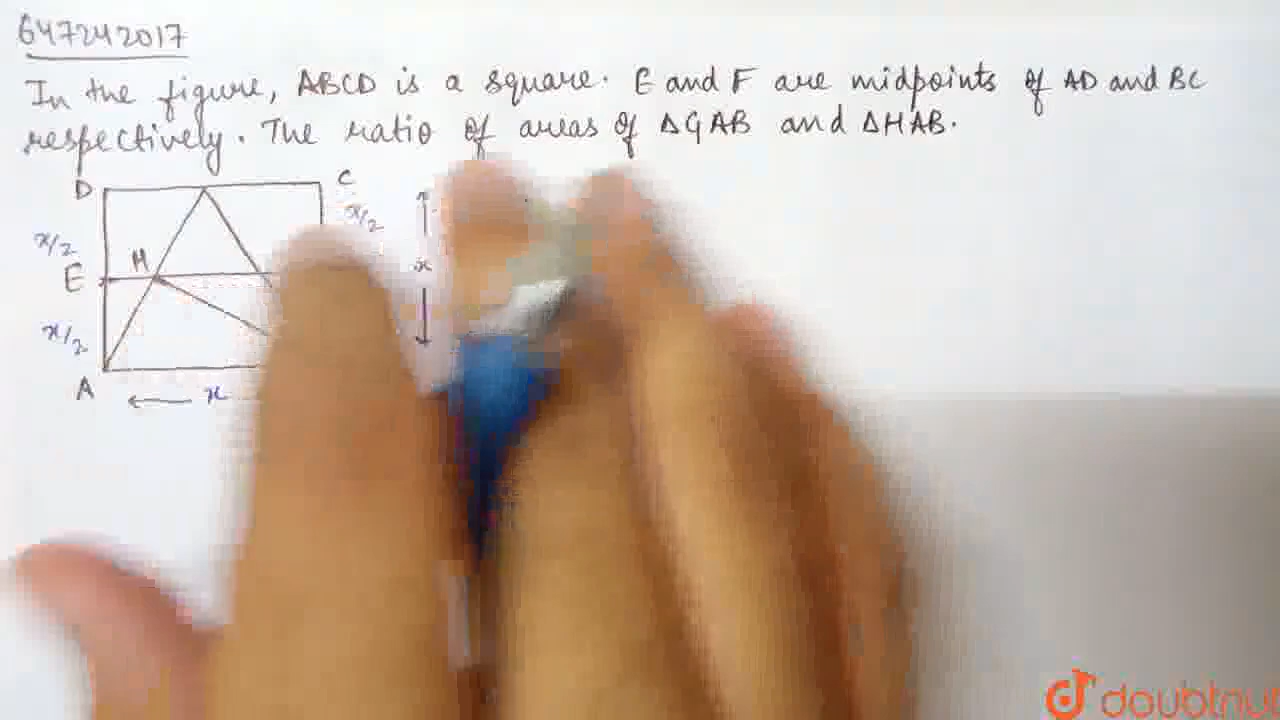 647242017
In the figure, ABCD is a square. E and F are midpoints of AD and BC
respectively. The ratio of areas of ΔGAB and ΔHAB.
D
C
x/2
x/2
H
x
E
x/2
A
x
doubtnut